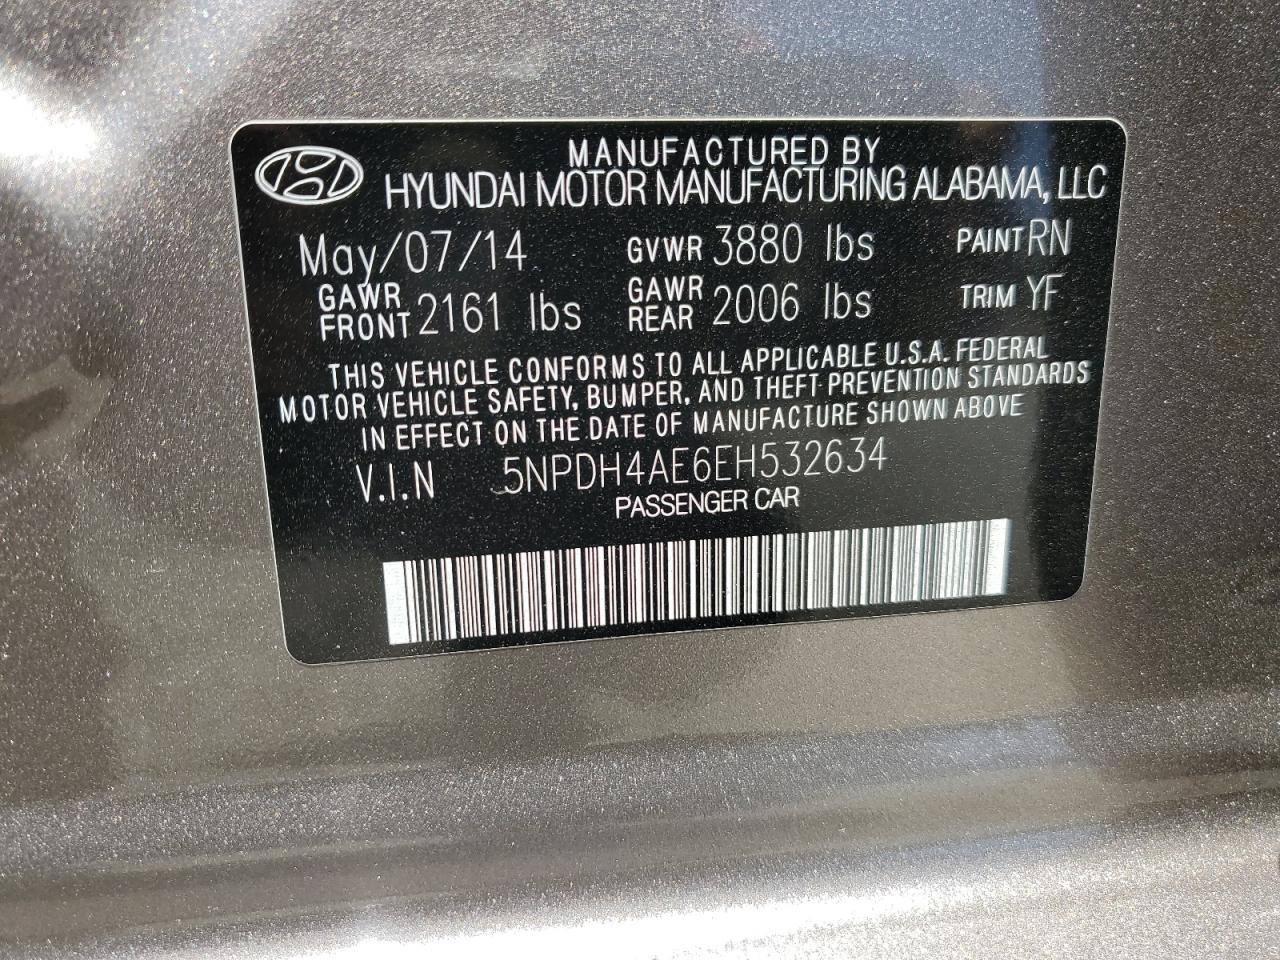 MANUFACTURED BY
HYUNDAI MOTOR MANUFACTURING ALABAMA, LLC
May/07/14 GVWR 3880 lbs PAINT RN
GAWR FRONT 2161 lbs GAWR REAR 2006 lbs TRIM YF
THIS VEHICLE CONFORMS TO ALL APPLICABLE U.S.A. FEDERAL
MOTOR VEHICLE SAFETY, BUMPER, AND THEFT PREVENTION STANDARDS
IN EFFECT ON THE DATE OF MANUFACTURE SHOWN ABOVE
V.I.N 5NPDH4AE6EH532634
PASSENGER CAR